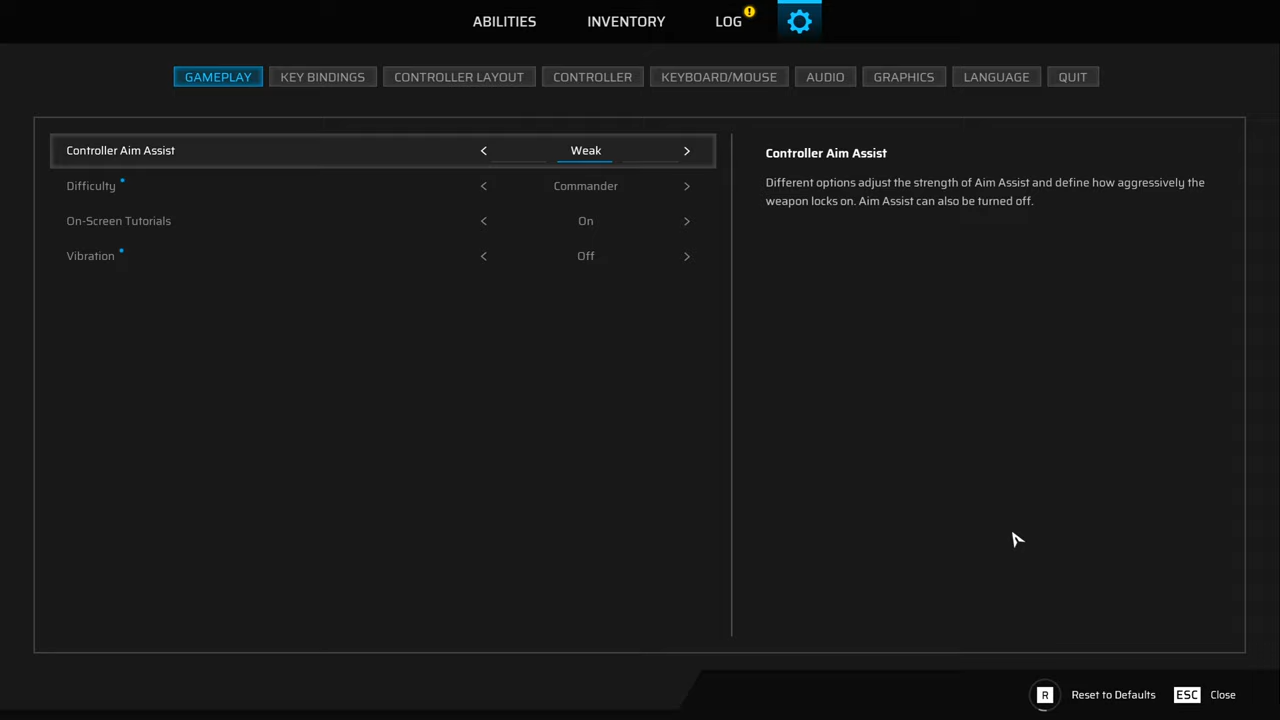 ABILITIES INVENTORY LOG
GAMEPLAY KEY BINDINGS CONTROLLER LAYOUT CONTROLLER KEYBOARD/MOUSE AUDIO GRAPHICS LANGUAGE QUIT
Controller Aim Assist < Weak >
Difficulty < Commander >
On-Screen Tutorials < On >
Vibration < Off >
Controller Aim Assist
Different options adjust the strength of Aim Assist and define how aggressively the
weapon locks on. Aim Assist can also be turned off.
R Reset to Defaults ESC Close